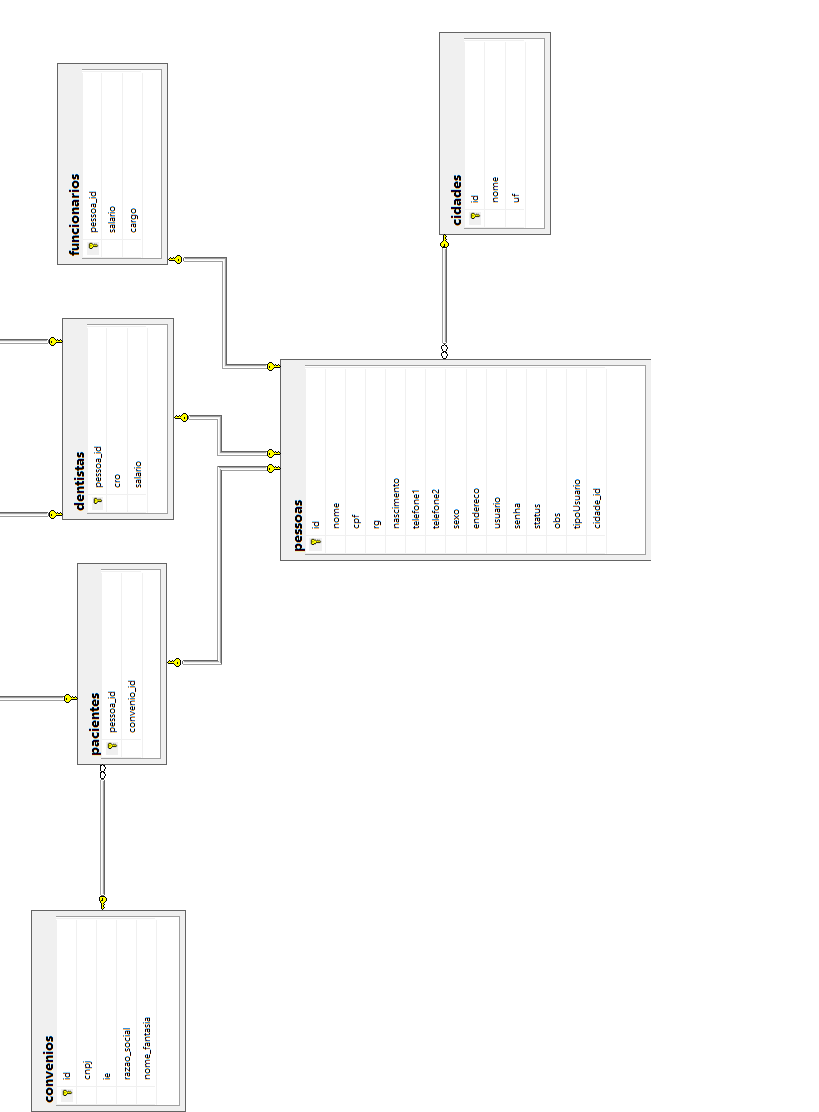 funcionarios
pessoa_id
salario
cargo
cidades
id
nome
uf
dentistas
pessoa_id
cro
salario
pessoas
id
nome
cpf
rg
nascimento
telefone1
telefone2
sexo
endereco
usuario
senha
status
obs
tipoUsuario
cidade_id
pacientes
pessoa_id
convenio_id
convenios
id
cnpj
ie
razao_social
nome_fantasia